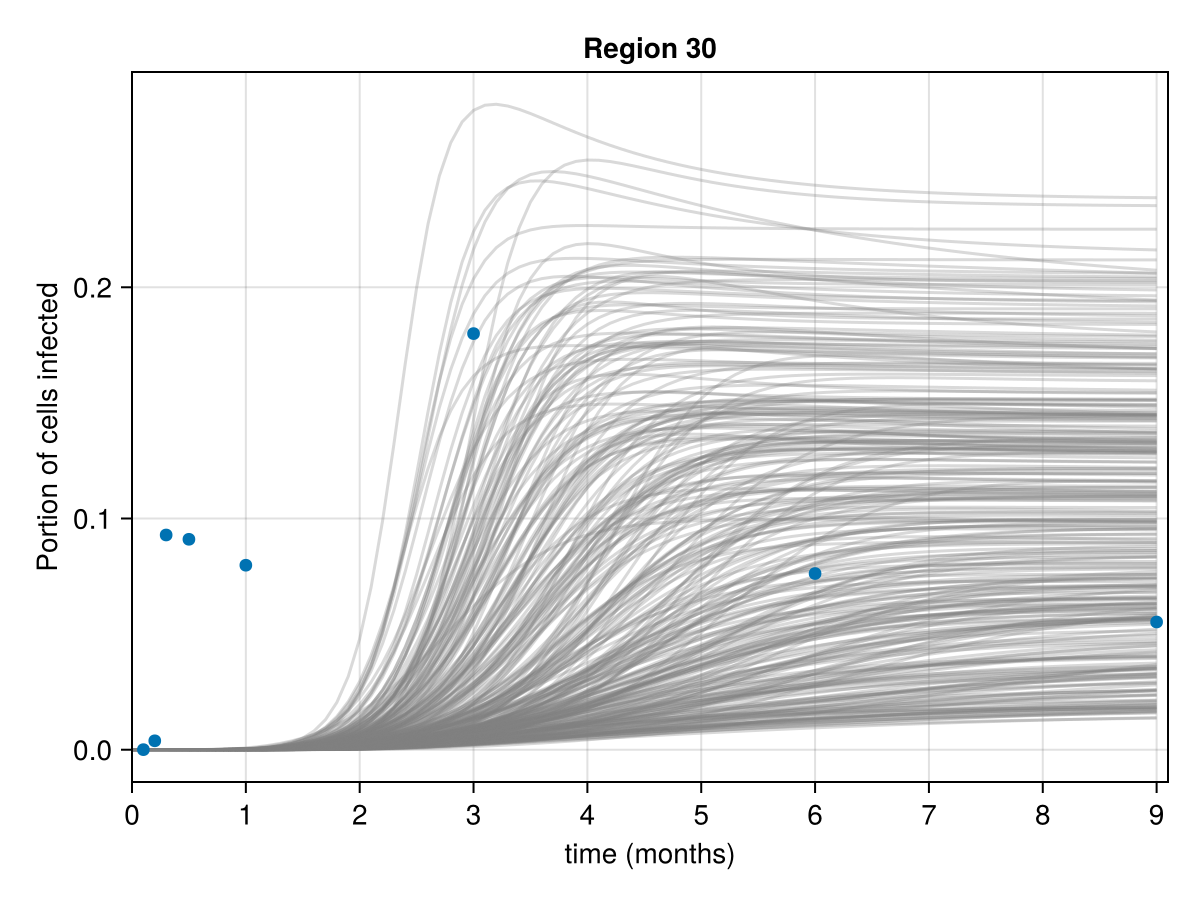 Region 30
Portion of cells infected
0.2
0.1
0.0
0 1 2 3 4 5 6 7 8 9
time (months)